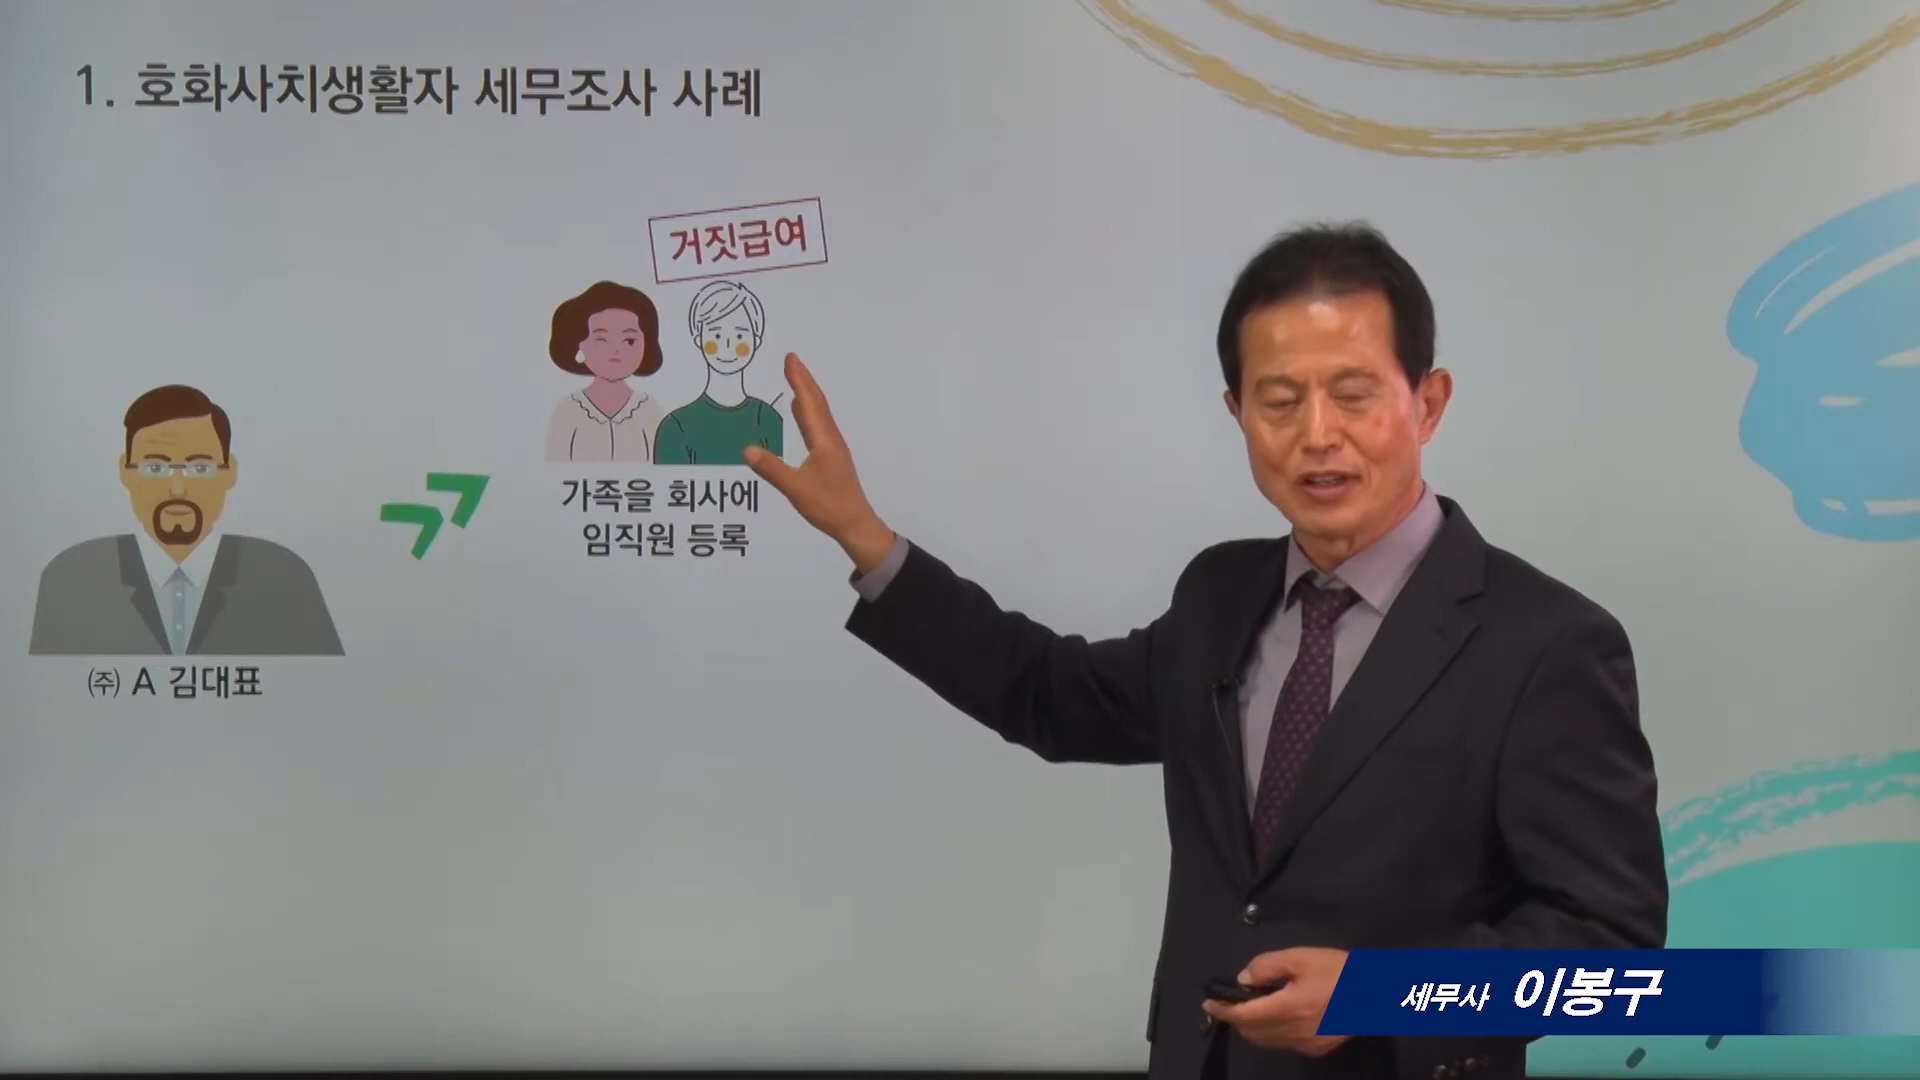 1. 호화사치생활자 세무조사 사례
거짓급여
가족을 회사에
임직원 등록
㈜ A 김대표
세무사 이봉구